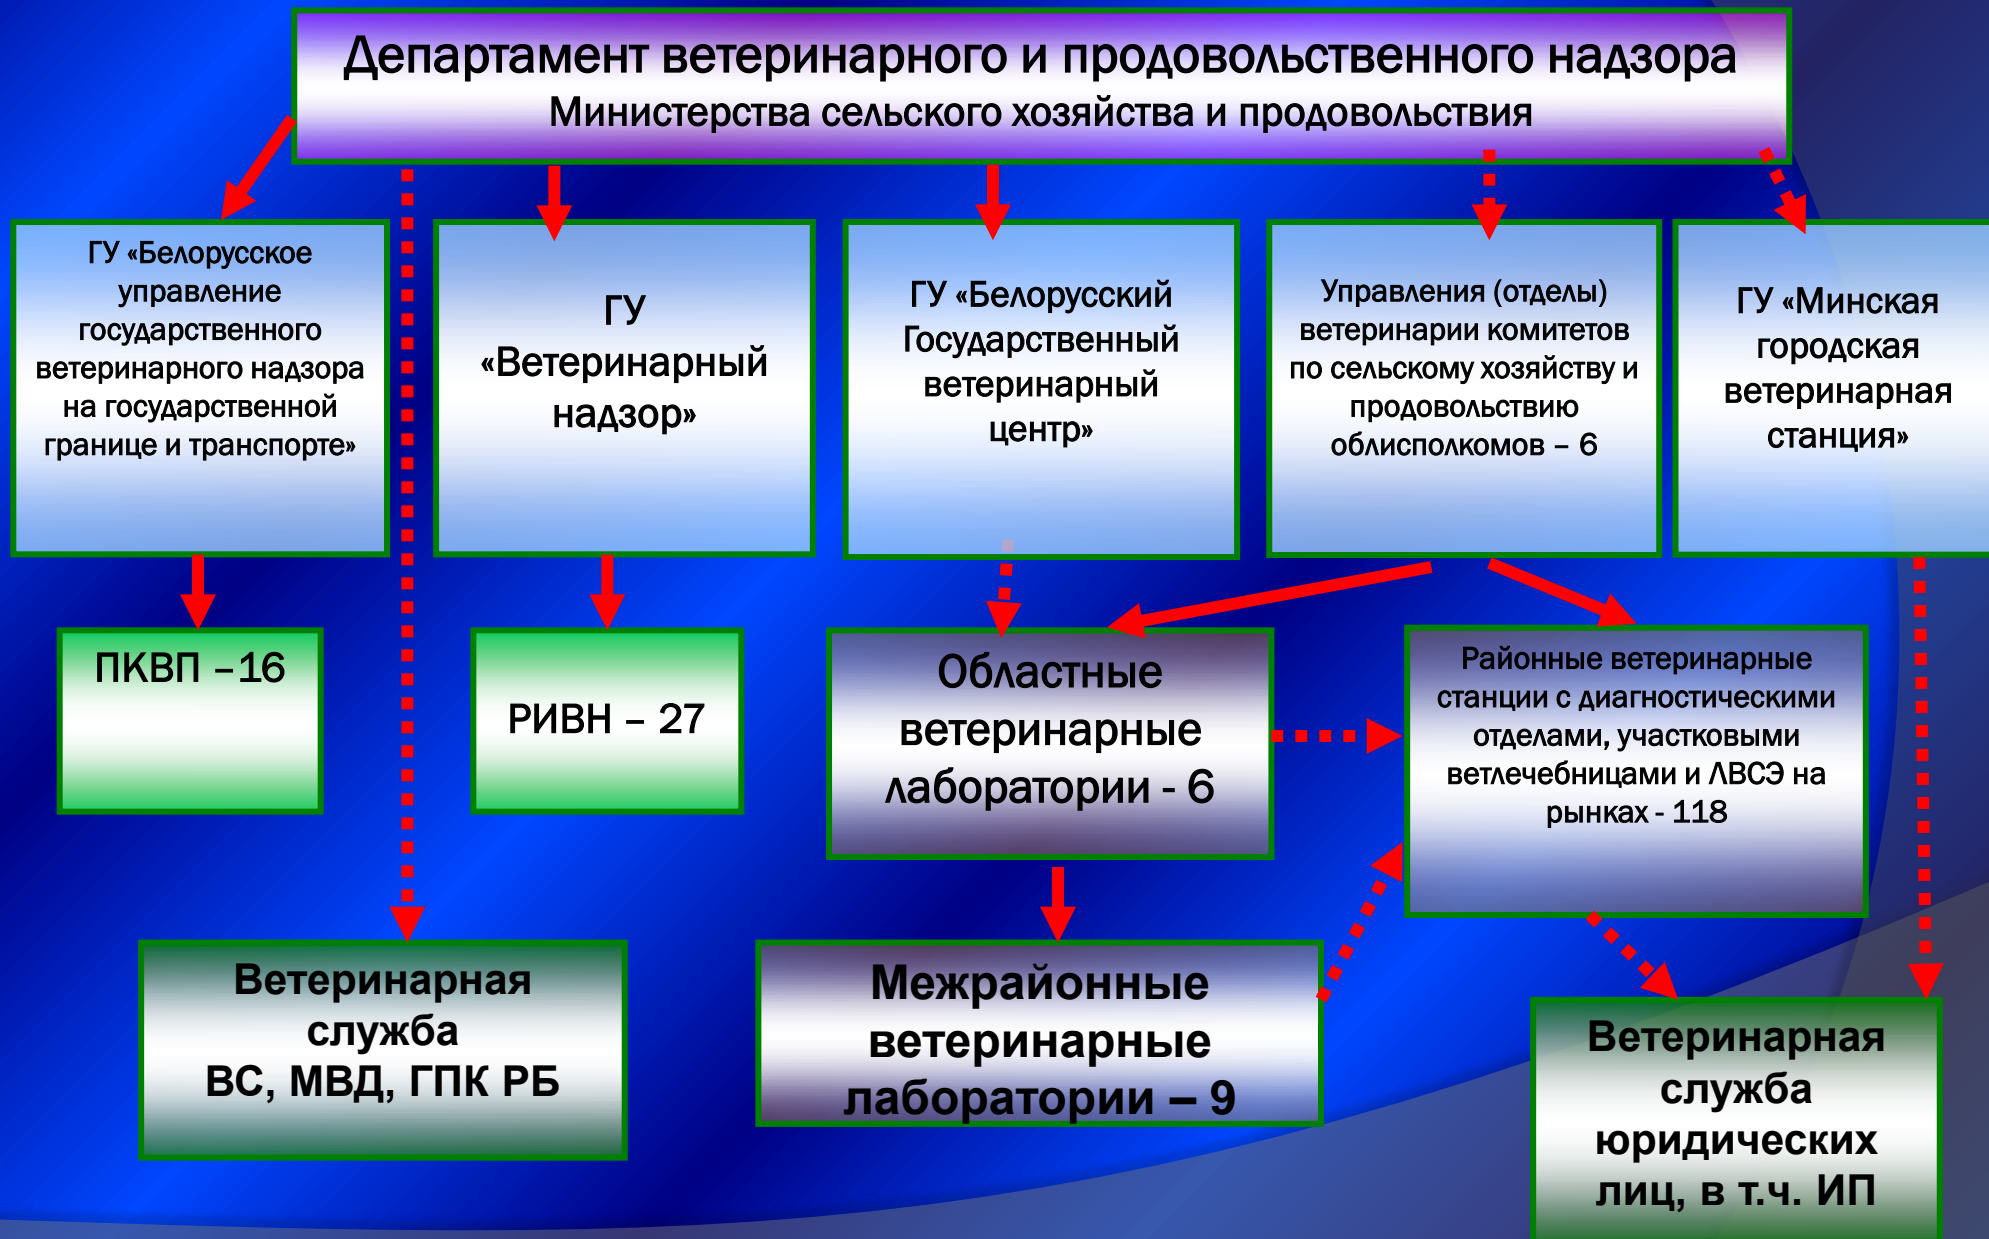 Департамент ветеринарного и продовольственного надзора
Министерства сельского хозяйства и продовольствия
ГУ «Белорусское
управление
государственного
ветеринарного надзора
на государственной
границе и транспорте»
ГУ
«Ветеринарный
надзор»
ГУ «Белорусский
Государственный
ветеринарный
центр»
Управления (отделы)
ветеринарии комитетов
по сельскому хозяйству и
продовольствию
облисполкомов – 6
ГУ «Минская
городская
ветеринарная
станция»
ПКВП –16
РИВН – 27
Областные
ветеринарные
лаборатории - 6
Районные ветеринарные
станции с диагностическими
отделами, участковыми
ветлечебницами и ЛВСЭ на
рынках - 118
Ветеринарная
служба
ВС, МВД, ГПК РБ
Межрайонные
ветеринарные
лаборатории – 9
Ветеринарная
служба
юридических
лиц, в т.ч. ИП